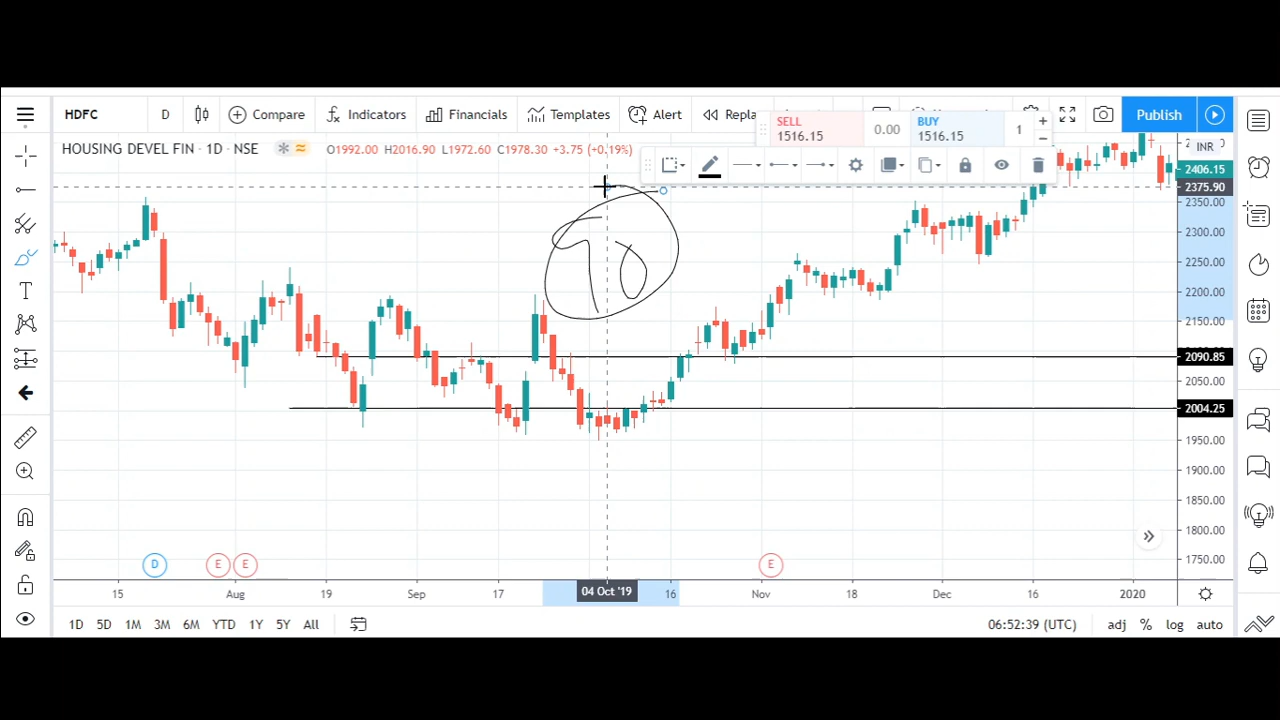 HDFC D Compare Indicators Financials Templates Alert Publish
SELL 1516.15 0.00 BUY 1516.15 1
HOUSING DEVEL FIN · 1D · NSE O1992.00 H2016.90 L1972.60 C1978.30 +3.75 (+0.19%) INR
2406.15
2375.90
2350.00
2300.00
2250.00
2200.00
2150.00
2090.85
2050.00
2004.25
1950.00
1900.00
1850.00
1800.00
1750.00
10
D E E E
15 Aug 19 Sep 17 04 Oct '19 16 Nov 18 Dec 16 2020
1D 5D 1M 3M 6M YTD 1Y 5Y All 06:52:39 (UTC) adj % log auto